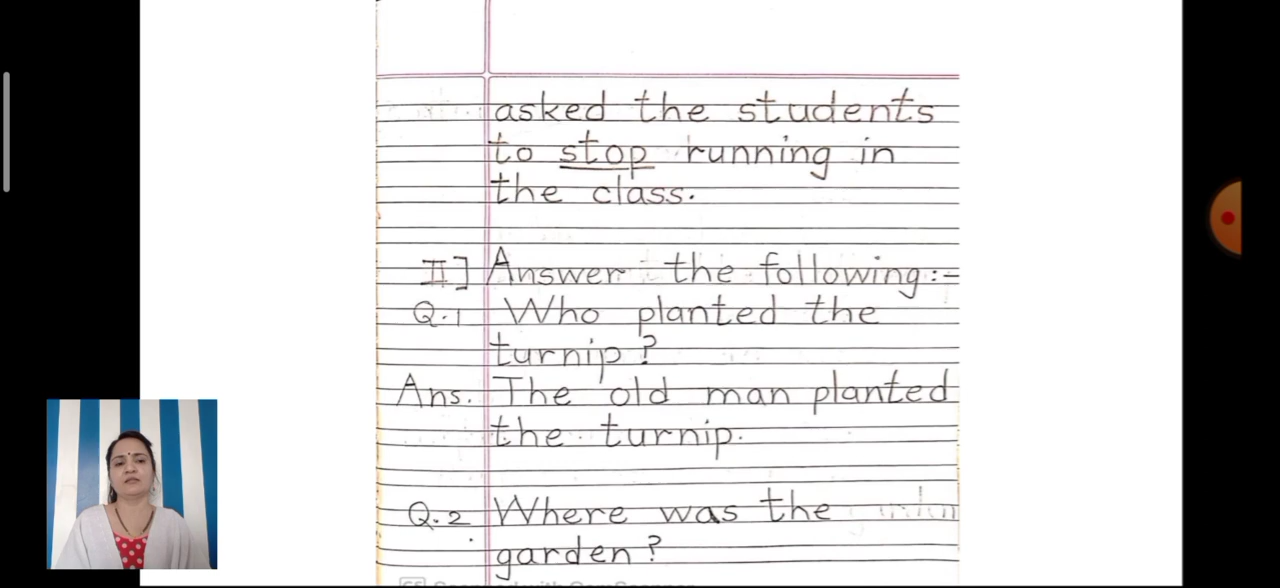 asked the students
to stop running in
the class.
II] Answer the following :-
Q.1 Who planted the
turnip ?
Ans. The old man planted
the turnip.
Q.2 Where was the
garden ?